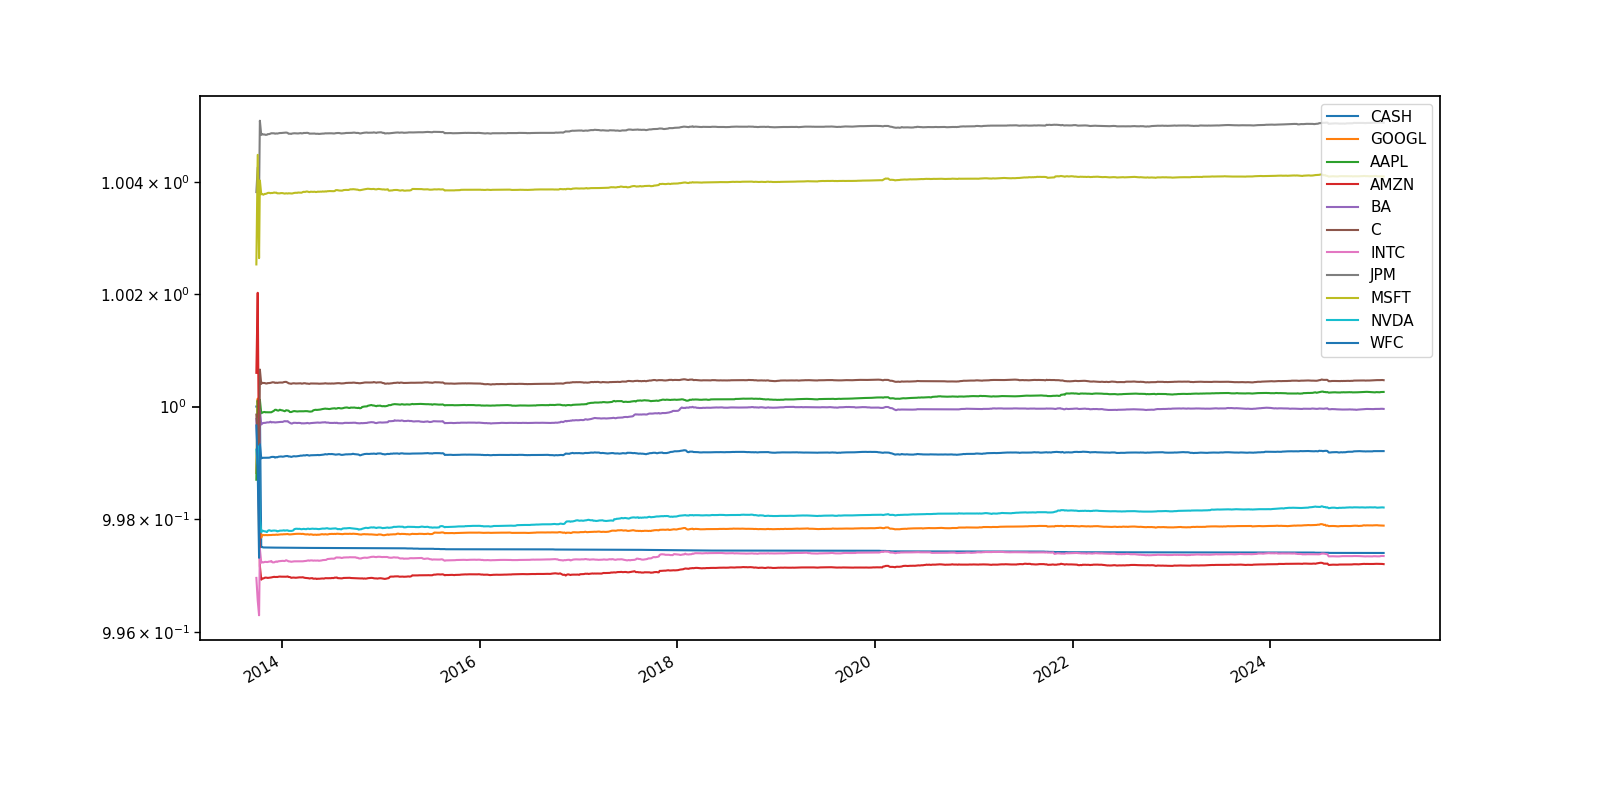 1.004 × 10⁰
1.002 × 10⁰
10⁰
9.98 × 10⁻¹
9.96 × 10⁻¹
2014
2016
2018
2020
2022
2024
CASH
GOOGL
AAPL
AMZN
BA
C
INTC
JPM
MSFT
NVDA
WFC